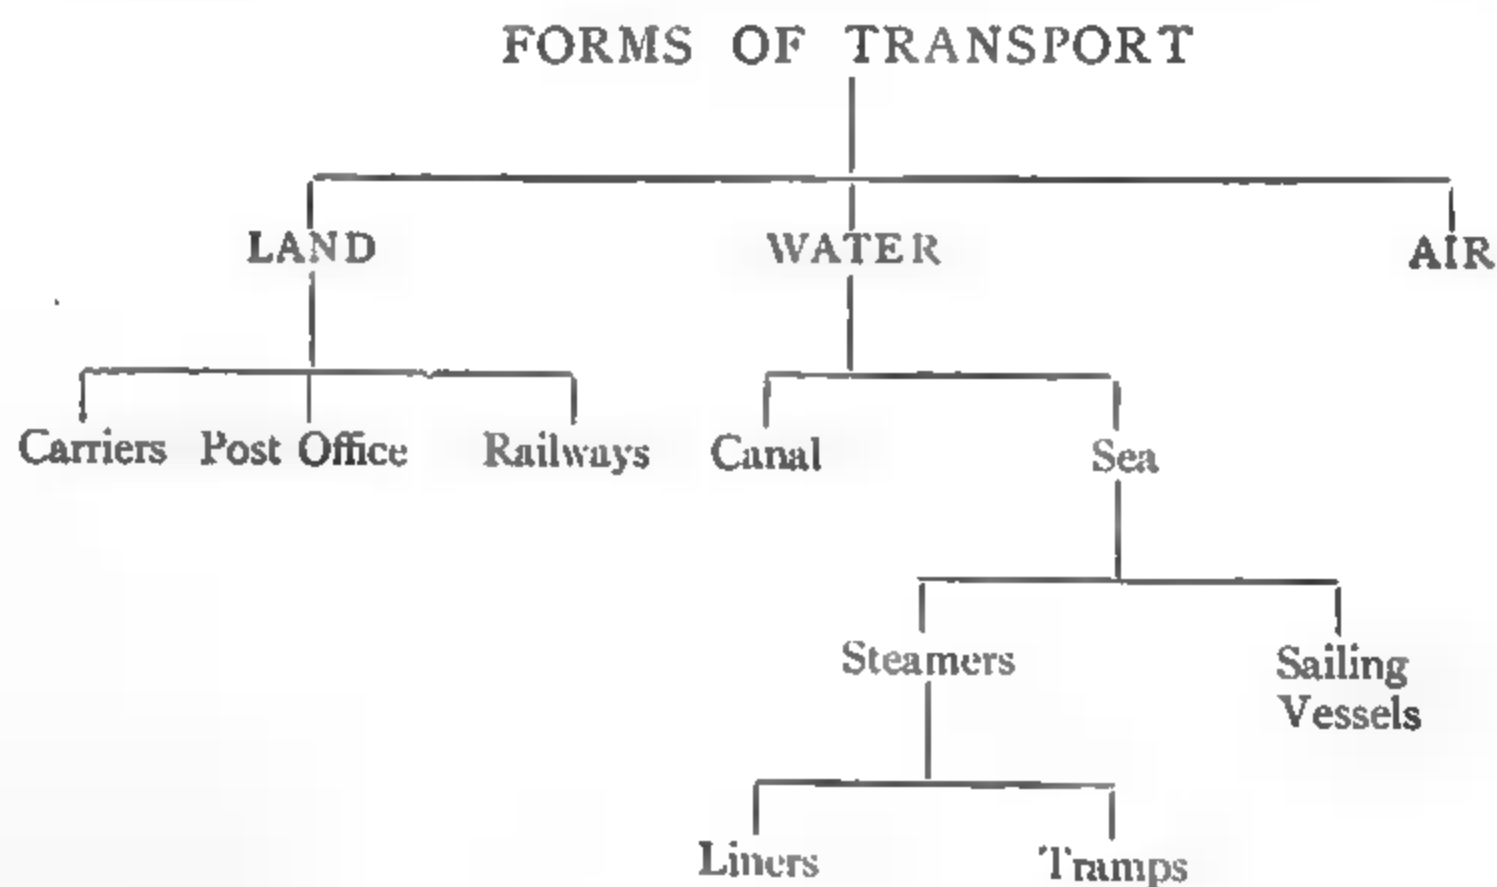 FORMS OF TRANSPORT
LAND WATER AIR
Carriers Post Office Railways Canal Sea
Steamers Sailing
Vessels
Liners Tramps